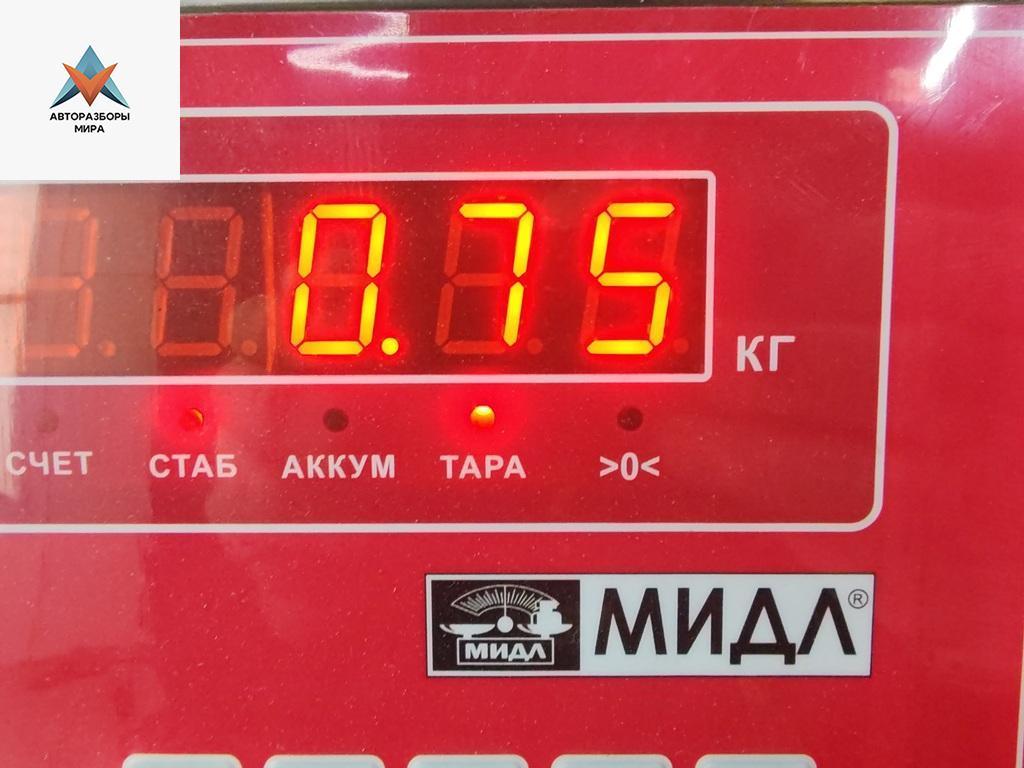 АВТОРАЗБОРЫ
МИРА
0.75
КГ
СЧЕТ СТАБ АККУМ ТАРА >0<
МИДЛ МИДЛ®